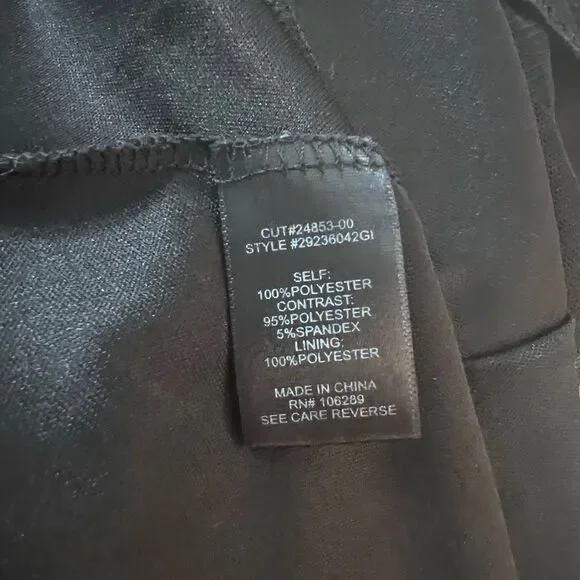 CUT#24853-00
STYLE #29236042GI
SELF:
100%POLYESTER
CONTRAST:
95%POLYESTER
5%SPANDEX
LINING:
100%POLYESTER
MADE IN CHINA
RN# 106289
SEE CARE REVERSE